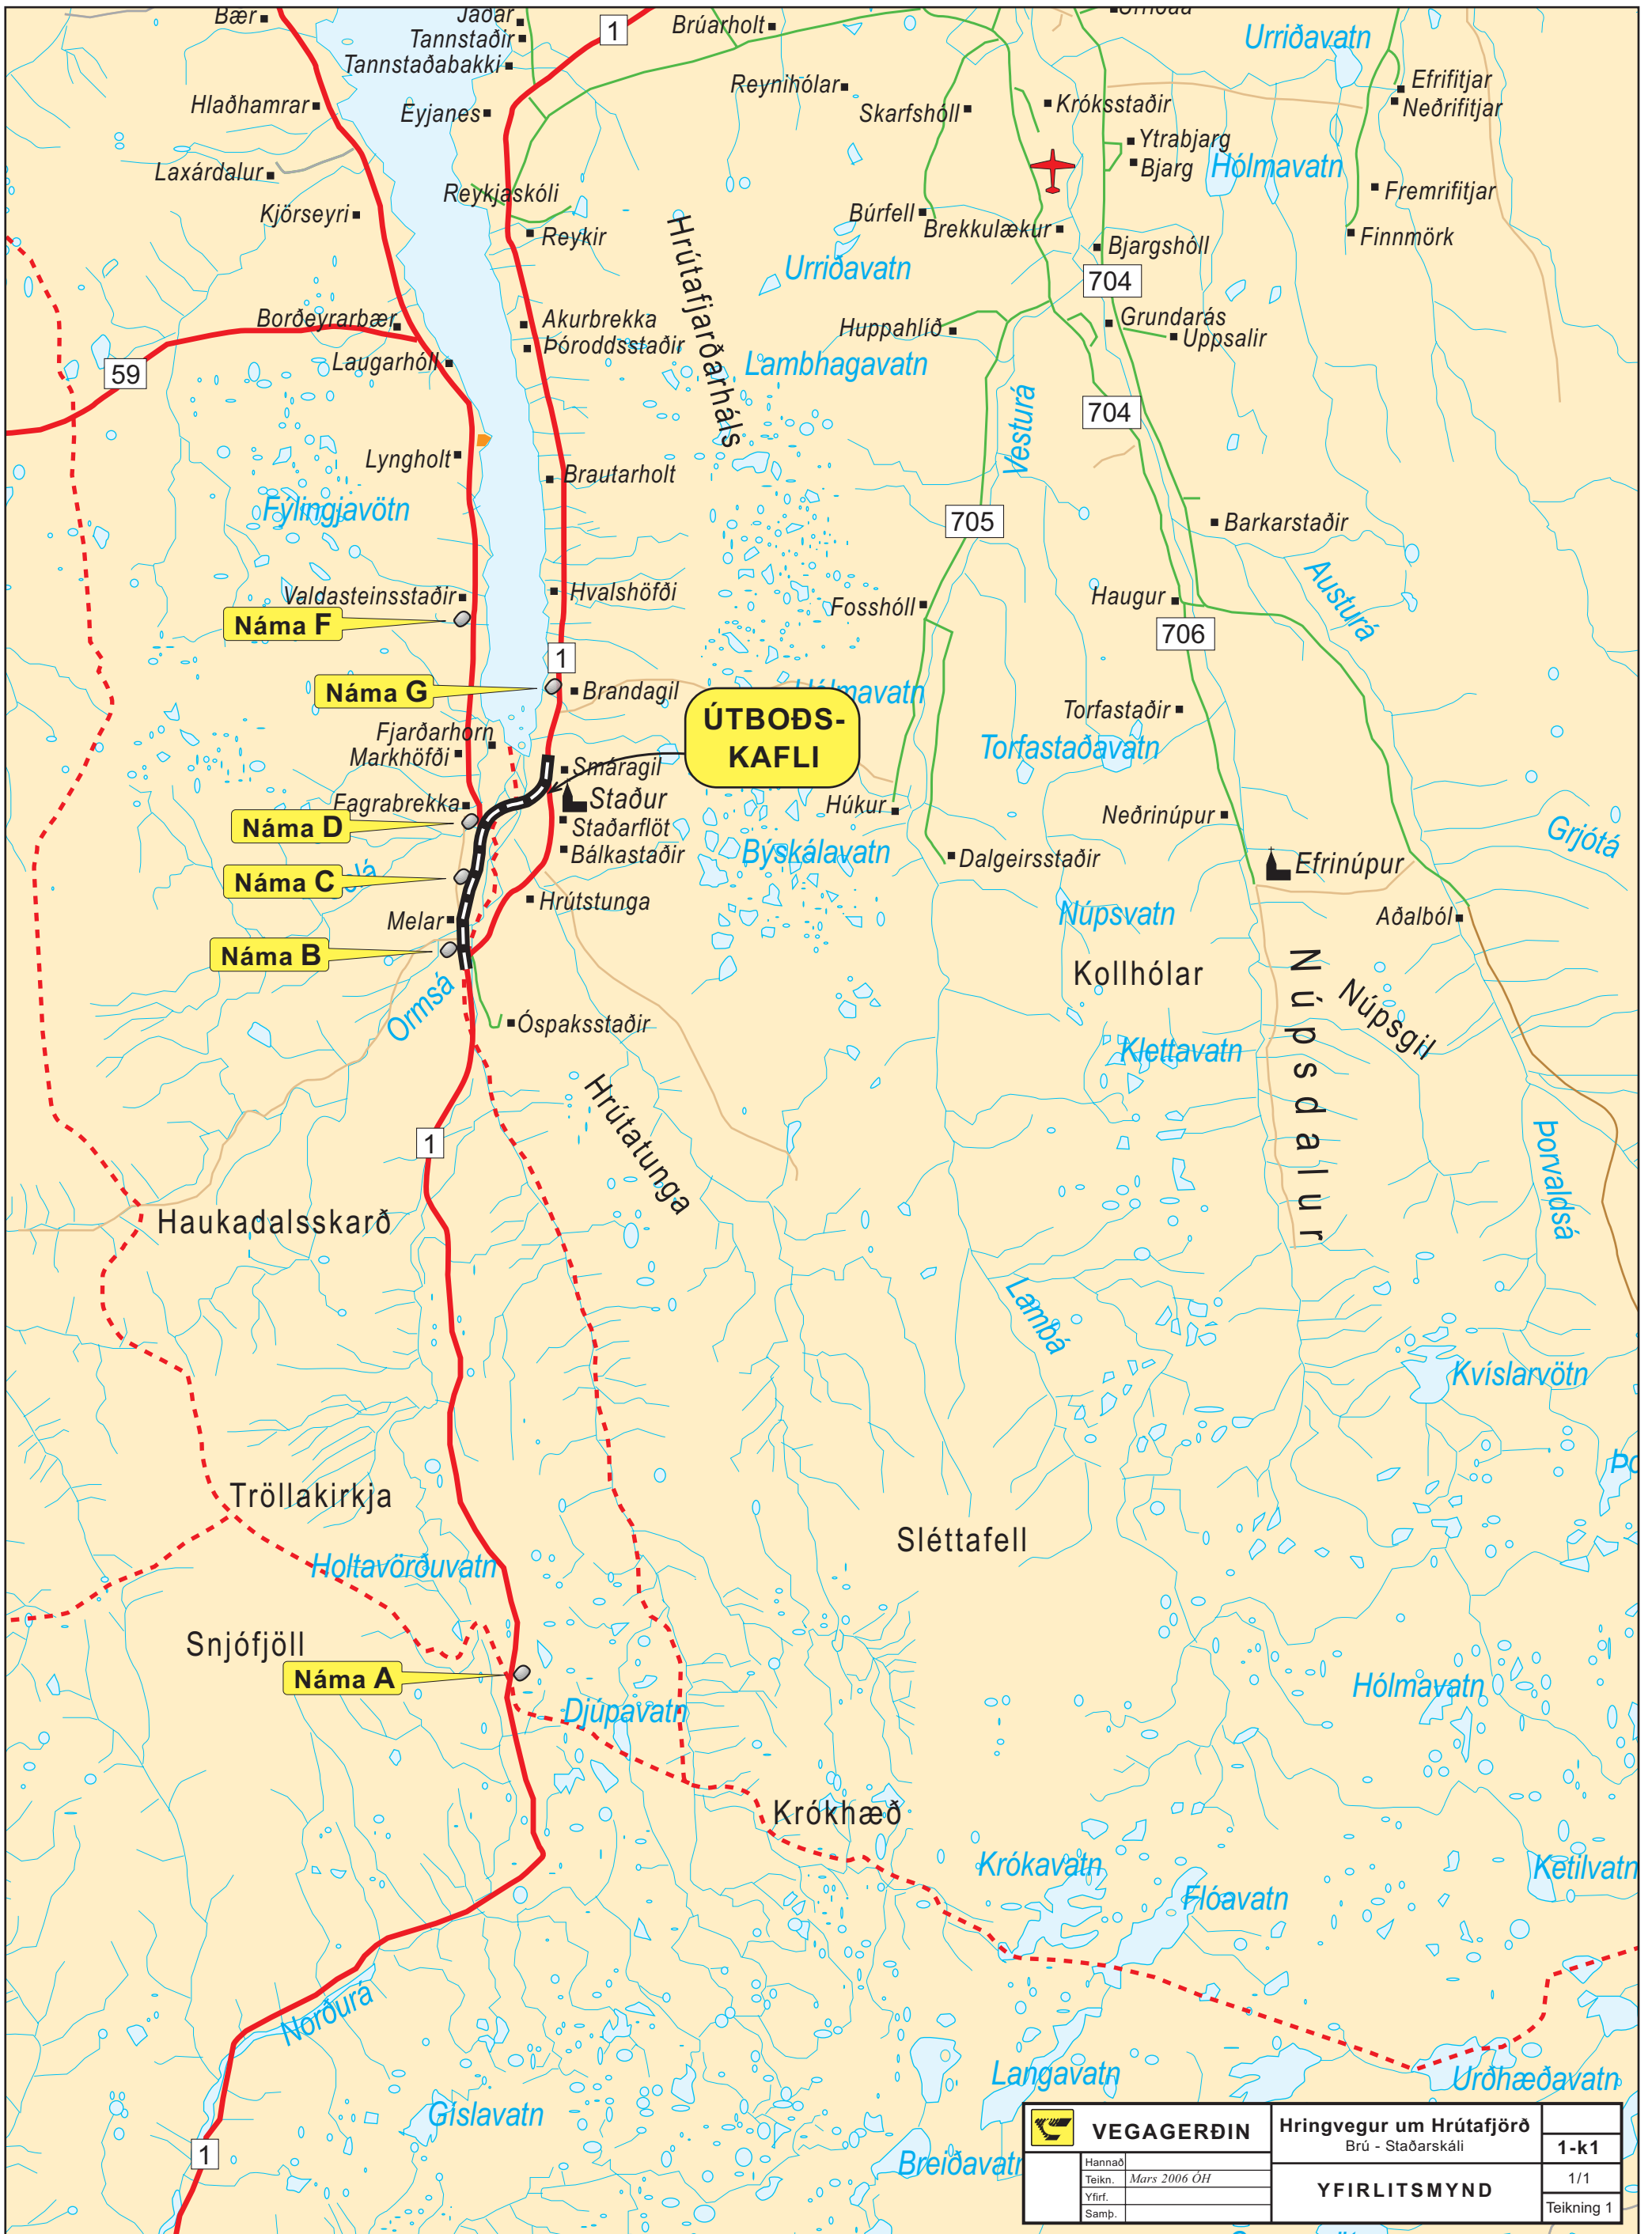 Bær
Jaðar
Tannstaðir
Tannstaðabakki
1
Brúarholt
Urriðavatn
Hlaðhamrar
Eyjanes
Reynihólar
Skarfshóll
Króksstaðir
Efrifitjar
Neðrifitjar
Ytrabjarg
Bjarg
Hólmavatn
Laxárdalur
Kjörseyri
Reykjaskóli
Reykir
Hrútafjarðarháls
Búrfell
Brekkulækur
Fremrifitjar
Finnmörk
Bjargshóll
Urriðavatn
704
Borðeyrarbær
Akurbrekka
Þóroddsstaðir
Huppahlíð
Grundarás
Uppsalir
59
Laugarhóll
Lambhagavatn
704
Vesturá
Lyngholt
Brautarholt
Fýlingjavötn
705
Barkarstaðir
Austurá
Valdasteinsstaðir
Hvalshöfði
Fosshóll
Haugur
Náma F
706
1
Náma G
Brandagil
ÚTBOÐS-
KAFLI
Torfastaðir
Fjarðarhorn
Markhöfði
Torfastaðavatn
Smáragil
Fagrabrekka
Staður
Húkur
Neðrinúpur
Náma D
Staðarflöt
Bálkastaðir
Býskálavatn
Dalgeirsstaðir
Efrinúpur
Grjótá
Náma C
Melar
Hrútstunga
Núpsvatn
Aðalból
Náma B
Kollhólar
Núpsdalur
Núpsgil
Ormsá
Óspaksstaðir
Klettavatn
Hrútatunga
1
Þorvaldsá
Haukadalsskarð
Lambá
Kvíslarvötn
Tröllakirkja
Sléttafell
Holtavörðuvatn
Snjófjöll
Náma A
Djúpavatn
Hólmavatn
Krókhæð
Krókavatn
Flóavatn
Ketilvatn
Norðurá
Langavatn
Urðhæðavatn
Gíslavatn
Breiðavatn
1
VEGAGERÐIN
Hringvegur um Hrútafjörð
Brú - Staðarskáli
1-k1
Hannað
Teikn. Mars 2006 ÓH
Yfirf.
Samþ.
YFIRLITSMYND
1/1
Teikning 1